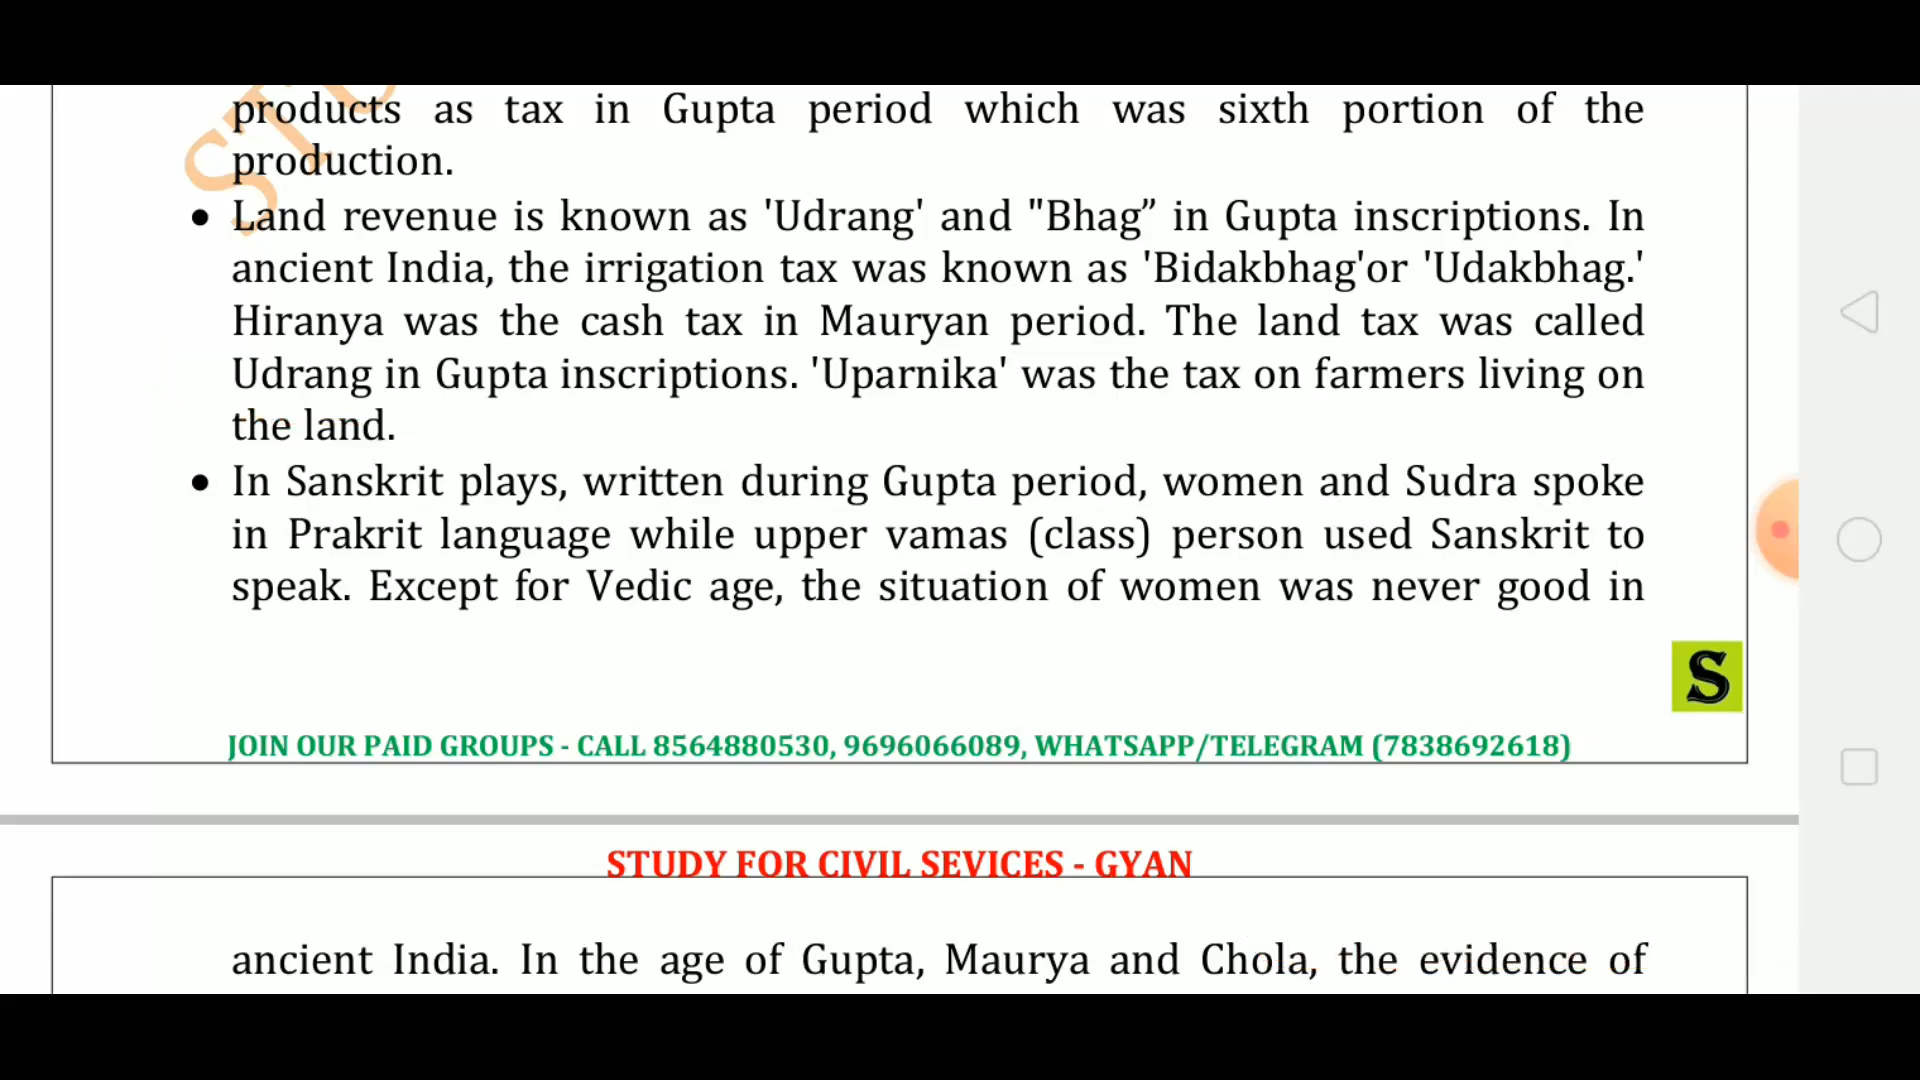 products as tax in Gupta period which was sixth portion of the
production.
• Land revenue is known as 'Udrang' and "Bhag” in Gupta inscriptions. In
ancient India, the irrigation tax was known as 'Bidakbhag'or 'Udakbhag.'
Hiranya was the cash tax in Mauryan period. The land tax was called
Udrang in Gupta inscriptions. 'Uparnika' was the tax on farmers living on
the land.
• In Sanskrit plays, written during Gupta period, women and Sudra spoke
in Prakrit language while upper vamas (class) person used Sanskrit to
speak. Except for Vedic age, the situation of women was never good in
S
JOIN OUR PAID GROUPS - CALL 8564880530, 9696066089, WHATSAPP/TELEGRAM (7838692618)
STUDY FOR CIVIL SEVICES - GYAN
ancient India. In the age of Gupta, Maurya and Chola, the evidence of